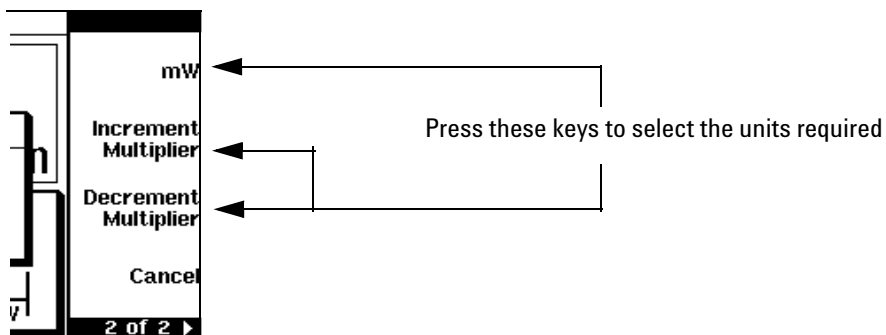 mW
Press these keys to select the units required
Increment
Multiplier
Decrement
Multiplier
Cancel
2 of 2